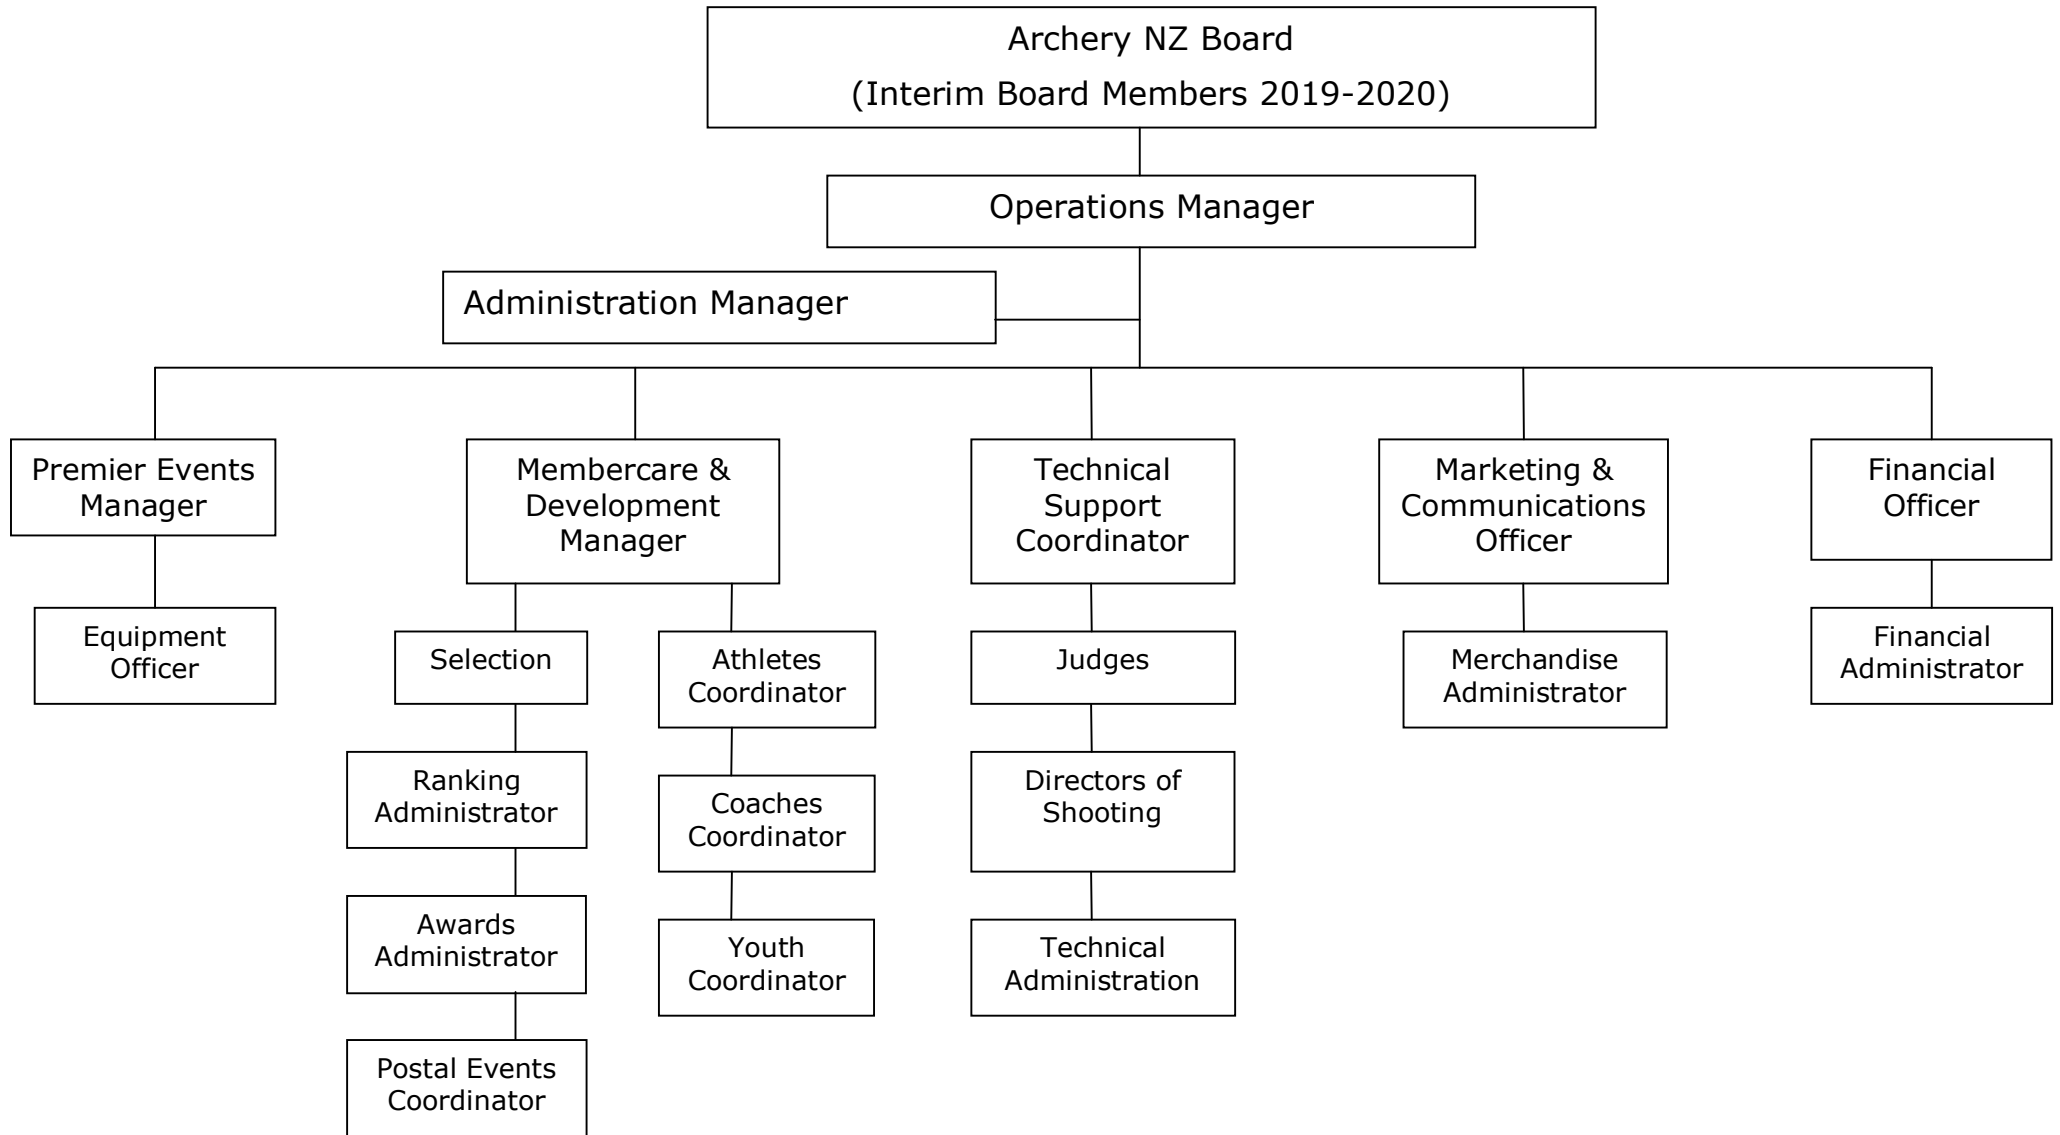 Archery NZ Board
(Interim Board Members 2019-2020)
Operations Manager
Administration Manager
Premier Events
Manager
Membercare &
Development
Manager
Technical
Support
Coordinator
Marketing &
Communications
Officer
Financial
Officer
Equipment
Officer
Selection
Athletes
Coordinator
Judges
Merchandise
Administrator
Financial
Administrator
Ranking
Administrator
Coaches
Coordinator
Directors of
Shooting
Awards
Administrator
Youth
Coordinator
Technical
Administration
Postal Events
Coordinator